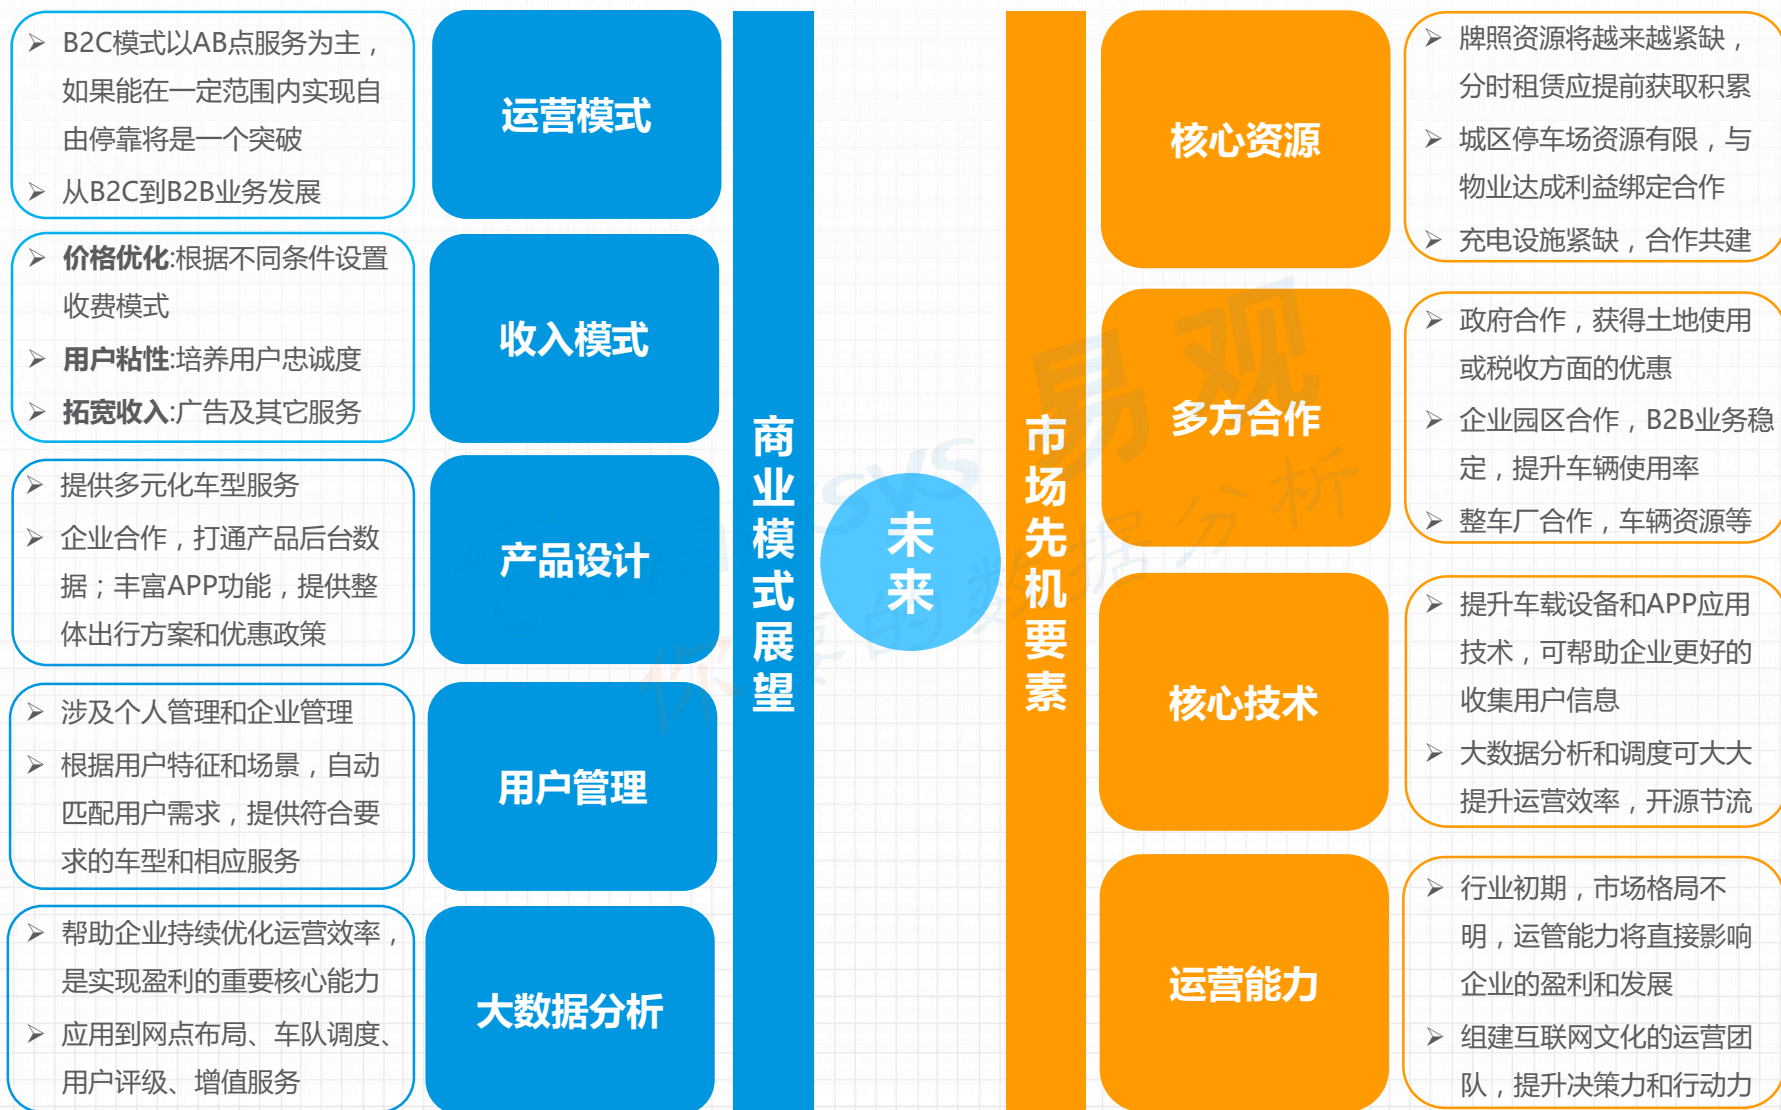 B2C模式以AB点服务为主，
如果能在一定范围内实现自
由停靠将是一个突破
从B2C到B2B业务发展
运营模式
价格优化:根据不同条件设置
收费模式
用户粘性:培养用户忠诚度
拓宽收入:广告及其它服务
收入模式
提供多元化车型服务
企业合作，打通产品后台数
据；丰富APP功能，提供整
体出行方案和优惠政策
产品设计
涉及个人管理和企业管理
根据用户特征和场景，自动
匹配用户需求，提供符合要
求的车型和相应服务
用户管理
帮助企业持续优化运营效率，
是实现盈利的重要核心能力
应用到网点布局、车队调度、
用户评级、增值服务
大数据分析
商业模式展望
未来
市场先机要素
核心资源
牌照资源将越来越紧缺，
分时租赁应提前获取积累
城区停车场资源有限，与
物业达成利益绑定合作
充电设施紧缺，合作共建
多方合作
政府合作，获得土地使用
或税收方面的优惠
企业园区合作，B2B业务稳
定，提升车辆使用率
整车厂合作，车辆资源等
核心技术
提升车载设备和APP应用
技术，可帮助企业更好的
收集用户信息
大数据分析和调度可大大
提升运营效率，开源节流
运营能力
行业初期，市场格局不
明，运管能力将直接影响
企业的盈利和发展
组建互联网文化的运营团
队，提升决策力和行动力
易观
你要的数据分析